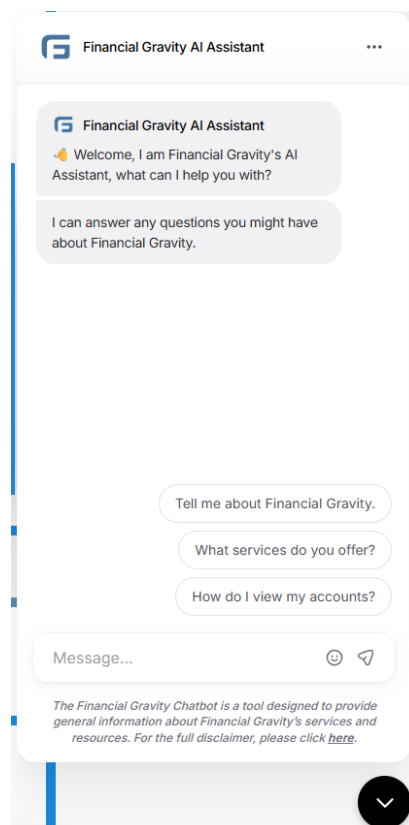 Financial Gravity AI Assistant
Financial Gravity AI Assistant
👋 Welcome, I am Financial Gravity's AI
Assistant, what can I help you with?
I can answer any questions you might have
about Financial Gravity.
Tell me about Financial Gravity.
What services do you offer?
How do I view my accounts?
Message...
The Financial Gravity Chatbot is a tool designed to provide
general information about Financial Gravity's services and
resources. For the full disclaimer, please click here.